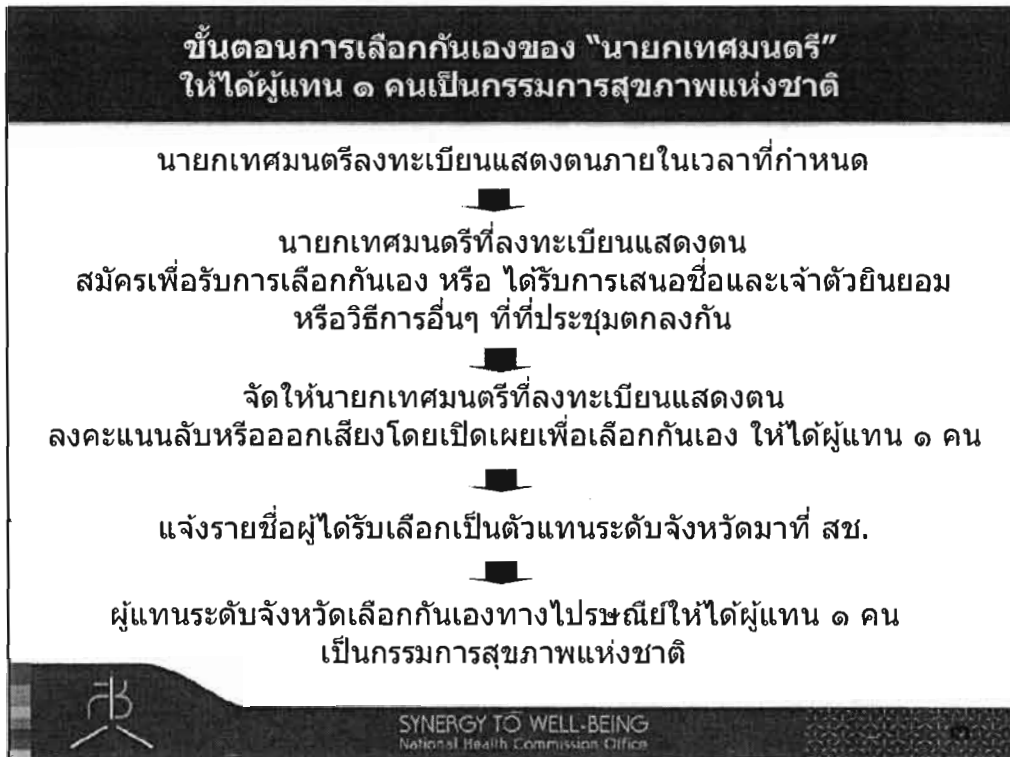 ขั้นตอนการเลือกกันเองของ “นายกเทศมนตรี”
ให้ได้ผู้แทน ๑ คนเป็นกรรมการสุขภาพแห่งชาติ
นายกเทศมนตรีลงทะเบียนแสดงตนภายในเวลาที่กำหนด
นายกเทศมนตรีที่ลงทะเบียนแสดงตน
สมัครเพื่อรับการเลือกกันเอง หรือ ได้รับการเสนอชื่อและเจ้าตัวยินยอม
หรือวิธีการอื่นๆ ที่ที่ประชุมตกลงกัน
จัดให้นายกเทศมนตรีที่ลงทะเบียนแสดงตน
ลงคะแนนลับหรือออกเสียงโดยเปิดเผยเพื่อเลือกกันเอง ให้ได้ผู้แทน ๑ คน
แจ้งรายชื่อผู้ได้รับเลือกเป็นตัวแทนระดับจังหวัดมาที่ สช.
ผู้แทนระดับจังหวัดเลือกกันเองทางไปรษณีย์ให้ได้ผู้แทน ๑ คน
เป็นกรรมการสุขภาพแห่งชาติ
SYNERGY TO WELL-BEING
National Health Commission Office